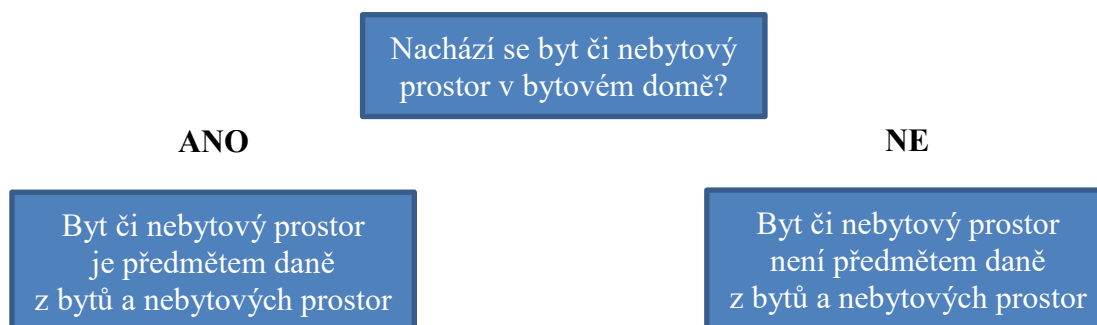 Nachází se byt či nebytový
prostor v bytovém domě?
ANO
NE
Byt či nebytový prostor
je předmětem daně
z bytů a nebytových prostor
Byt či nebytový prostor
není předmětem daně
z bytů a nebytových prostor